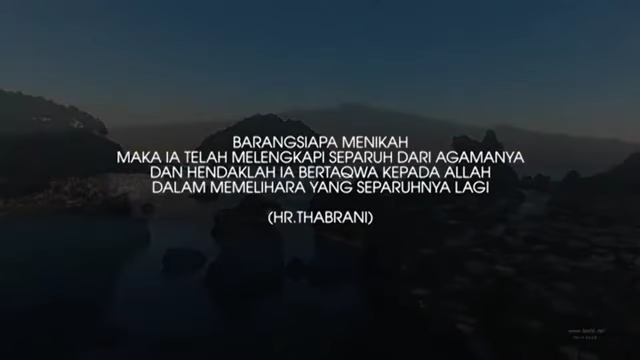 BARANGSIAPA MENIKAH
MAKA IA TELAH MELENGKAPI SEPARUH DARI AGAMANYA
DAN HENDAKLAH IA BERTAQWA KEPADA ALLAH
DALAM MEMELIHARA YANG SEPARUHNYA LAGI
(HR.THABRANI)